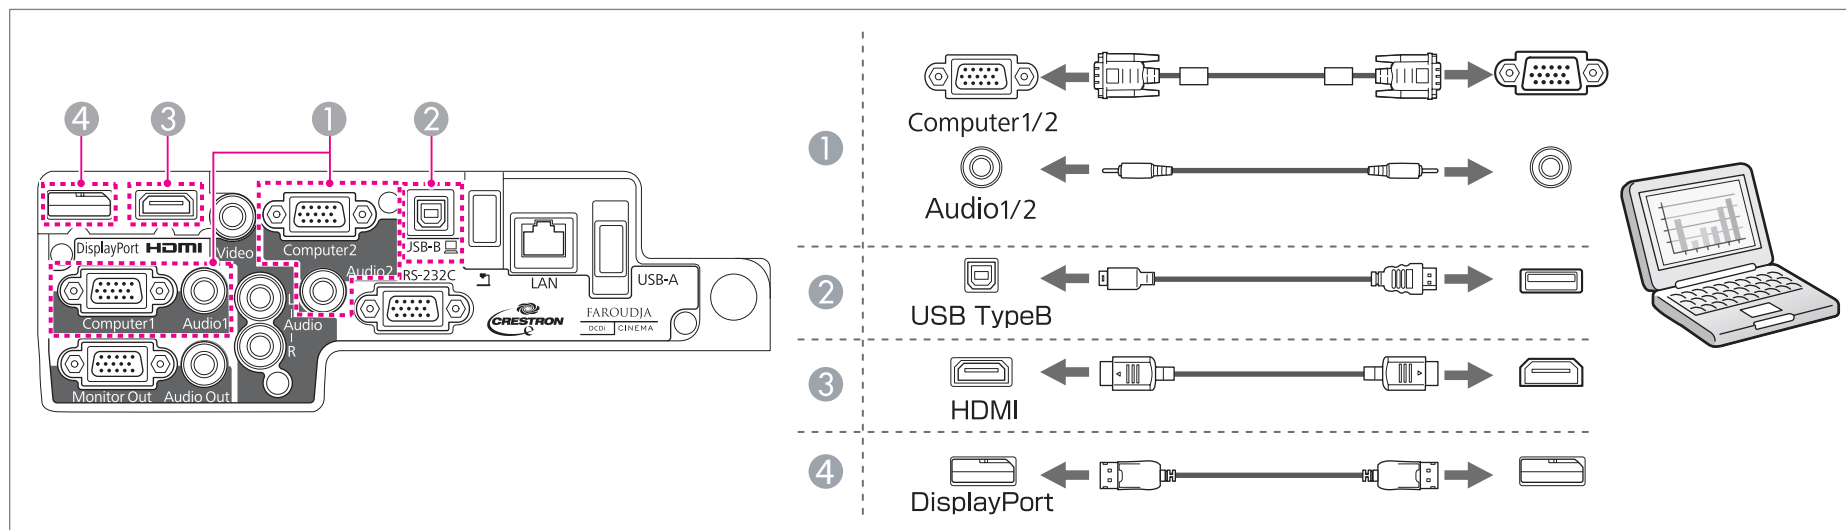 4
3
1
2
DisplayPort
HDMI
Video
Computer2
USB-B
Audio2
RS-232C
LAN
USB-A
Computer1
Audio1
L
Audio
R
CRESTRON
FAROUDJA
DCDi CINEMA
Monitor Out
Audio Out
1
Computer1/2
Audio1/2
2
USB TypeB
3
HDMI
4
DisplayPort